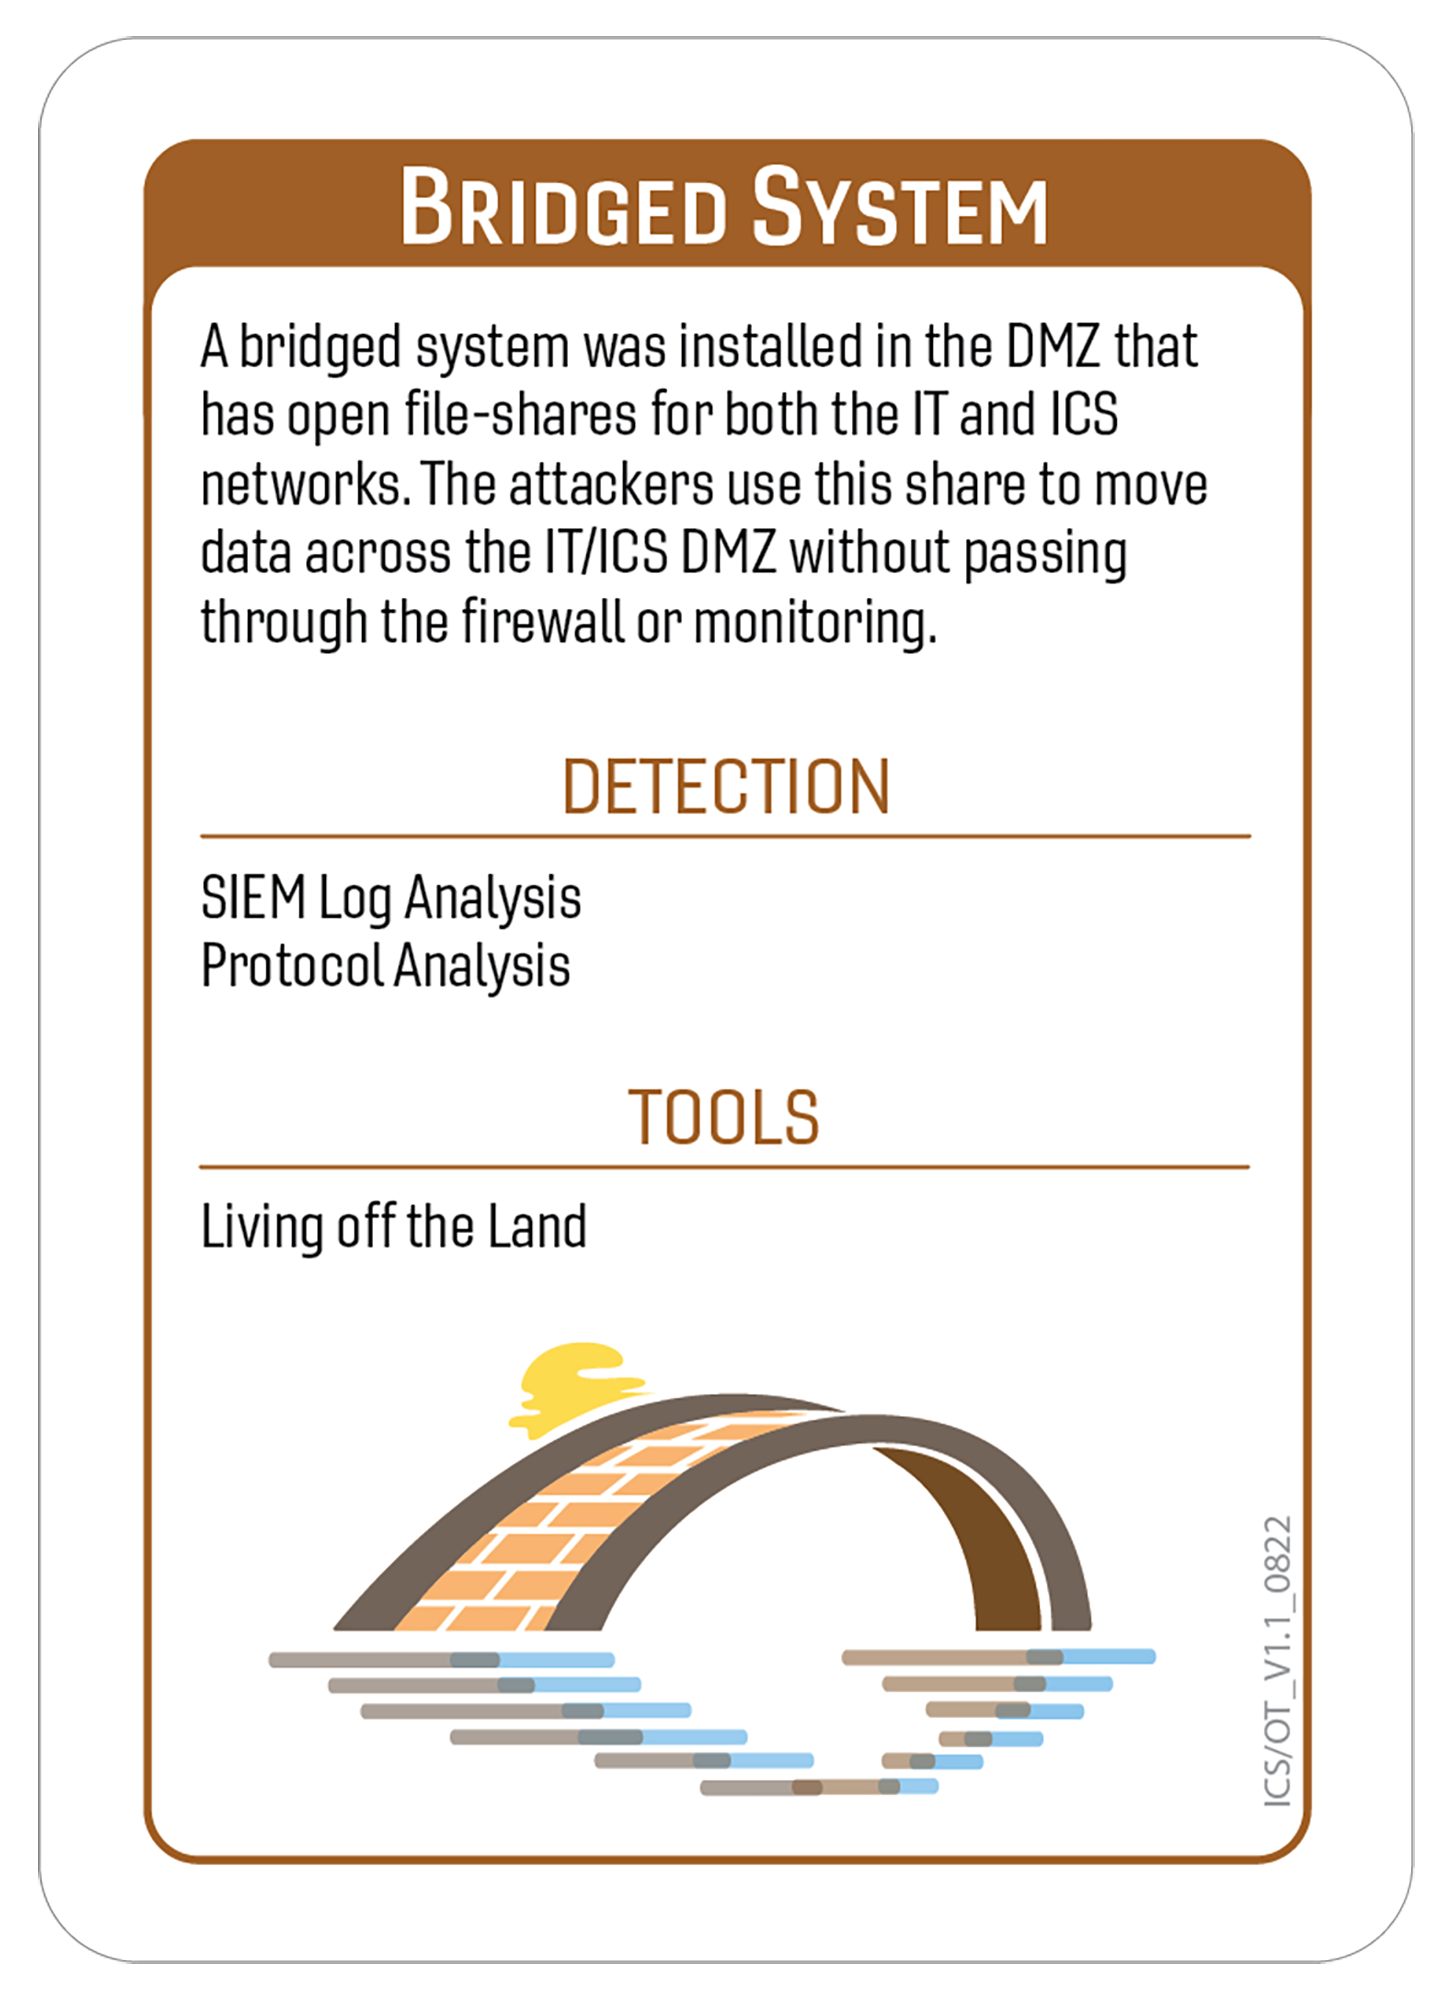 BRIDGED SYSTEM
A bridged system was installed in the DMZ that
has open file-shares for both the IT and ICS
networks. The attackers use this share to move
data across the IT/ICS DMZ without passing
through the firewall or monitoring.
DETECTION
SIEM Log Analysis
Protocol Analysis
TOOLS
Living off the Land
ICS/OT_V1.1_0822